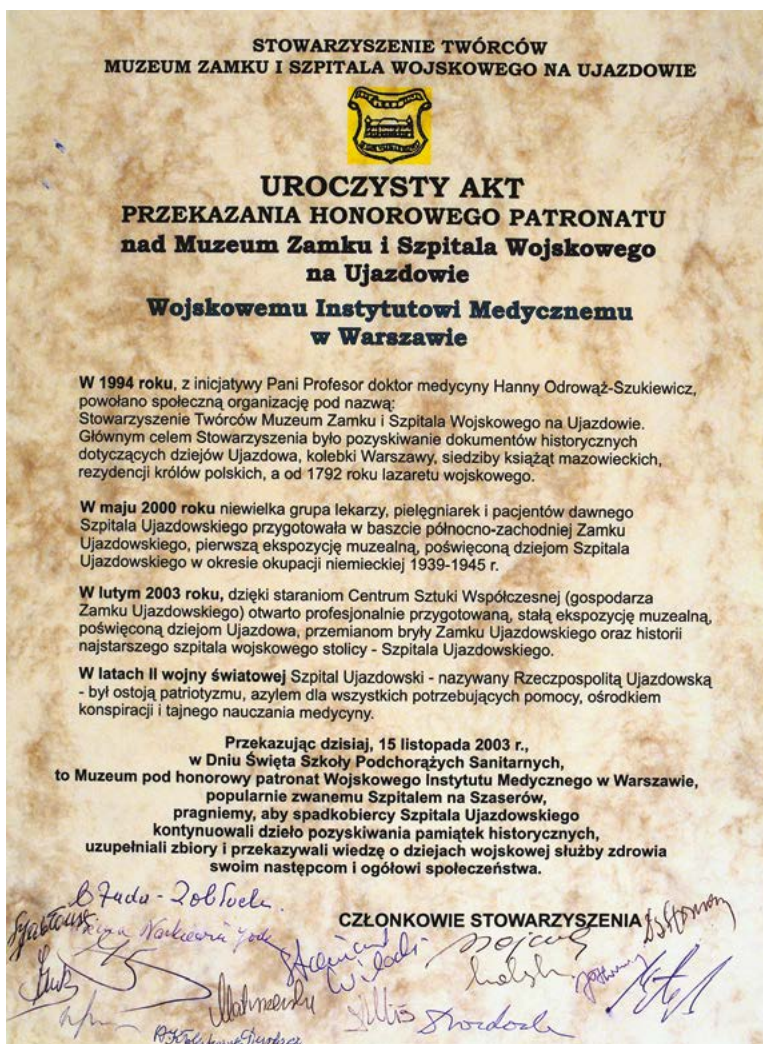 STOWARZYSZENIE TWÓRCÓW
MUZEUM ZAMKU I SZPITALA WOJSKOWEGO NA UJAZDOWIE
UROCZYSTY AKT
PRZEKAZANIA HONOROWEGO PATRONATU
nad Muzeum Zamku i Szpitala Wojskowego
na Ujazdowie
Wojskowemu Instytutowi Medycznemu
w Warszawie
W 1994 roku, z inicjatywy Pani Profesor doktor medycyny Hanny Odrowąż-Szukiewicz,
powołano społeczną organizację pod nazwą:
Stowarzyszenie Twórców Muzeum Zamku i Szpitala Wojskowego na Ujazdowie.
Głównym celem Stowarzyszenia było pozyskiwanie dokumentów historycznych
dotyczących dziejów Ujazdowa, kolebki Warszawy, siedziby książąt mazowieckich,
rezydencji królów polskich, a od 1792 roku lazaretu wojskowego.
W maju 2000 roku niewielka grupa lekarzy, pielęgniarek i pacjentów dawnego
Szpitala Ujazdowskiego przygotowała w baszcie północno-zachodniej Zamku
Ujazdowskiego, pierwszą ekspozycję muzealną, poświęconą dziejom Szpitala
Ujazdowskiego w okresie okupacji niemieckiej 1939-1945 r.
W lutym 2003 roku, dzięki staraniom Centrum Sztuki Współczesnej (gospodarza
Zamku Ujazdowskiego) otwarto profesjonalnie przygotowaną, stałą ekspozycję muzealną,
poświęconą dziejom Ujazdowa, przemianom bryły Zamku Ujazdowskiego oraz historii
najstarszego szpitala wojskowego stolicy - Szpitala Ujazdowskiego.
W latach II wojny światowej Szpital Ujazdowski - nazywany Rzeczpospolitą Ujazdowską
- był ostoją patriotyzmu, azylem dla wszystkich potrzebujących pomocy, ośrodkiem
konspiracji i tajnego nauczania medycyny.
Przekazując dzisiaj, 15 listopada 2003 r.,
w Dniu Święta Szkoły Podchorążych Sanitarnych,
to Muzeum pod honorowy patronat Wojskowego Instytutu Medycznego w Warszawie,
popularnie zwanemu Szpitalem na Szaserów,
pragniemy, aby spadkobiercy Szpitala Ujazdowskiego
kontynuowali dzieło pozyskiwania pamiątek historycznych,
uzupełniali zbiory i przekazywali wiedzę o dziejach wojskowej służby zdrowia
swoim następcom i ogółowi społeczeństwa.
CZŁONKOWIE STOWARZYSZENIA